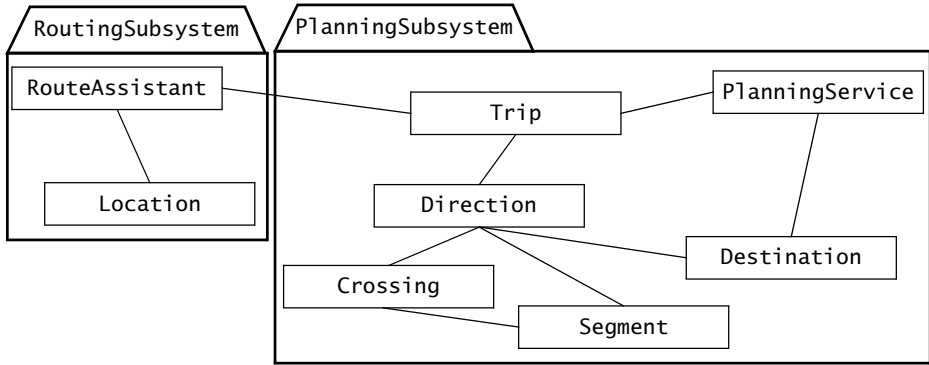 RoutingSubsystem
PlanningSubsystem
RouteAssistant
PlanningService
Trip
Location
Direction
Destination
Crossing
Segment